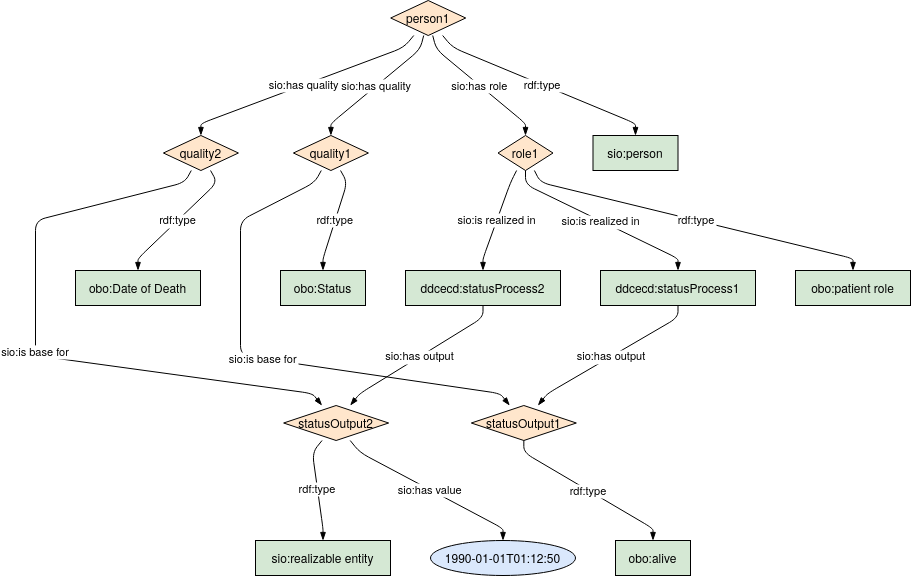 person1
sio:has quality
sio:has quality
sio:has role
rdf:type
quality2
quality1
role1
sio:person
rdf:type
rdf:type
sio:is realized in
sio:is realized in
rdf:type
obo:Date of Death
obo:Status
ddcecd:statusProcess2
ddcecd:statusProcess1
obo:patient role
sio:is base for
sio:is base for
sio:has output
sio:has output
statusOutput2
statusOutput1
rdf:type
sio:has value
rdf:type
sio:realizable entity
1990-01-01T01:12:50
obo:alive